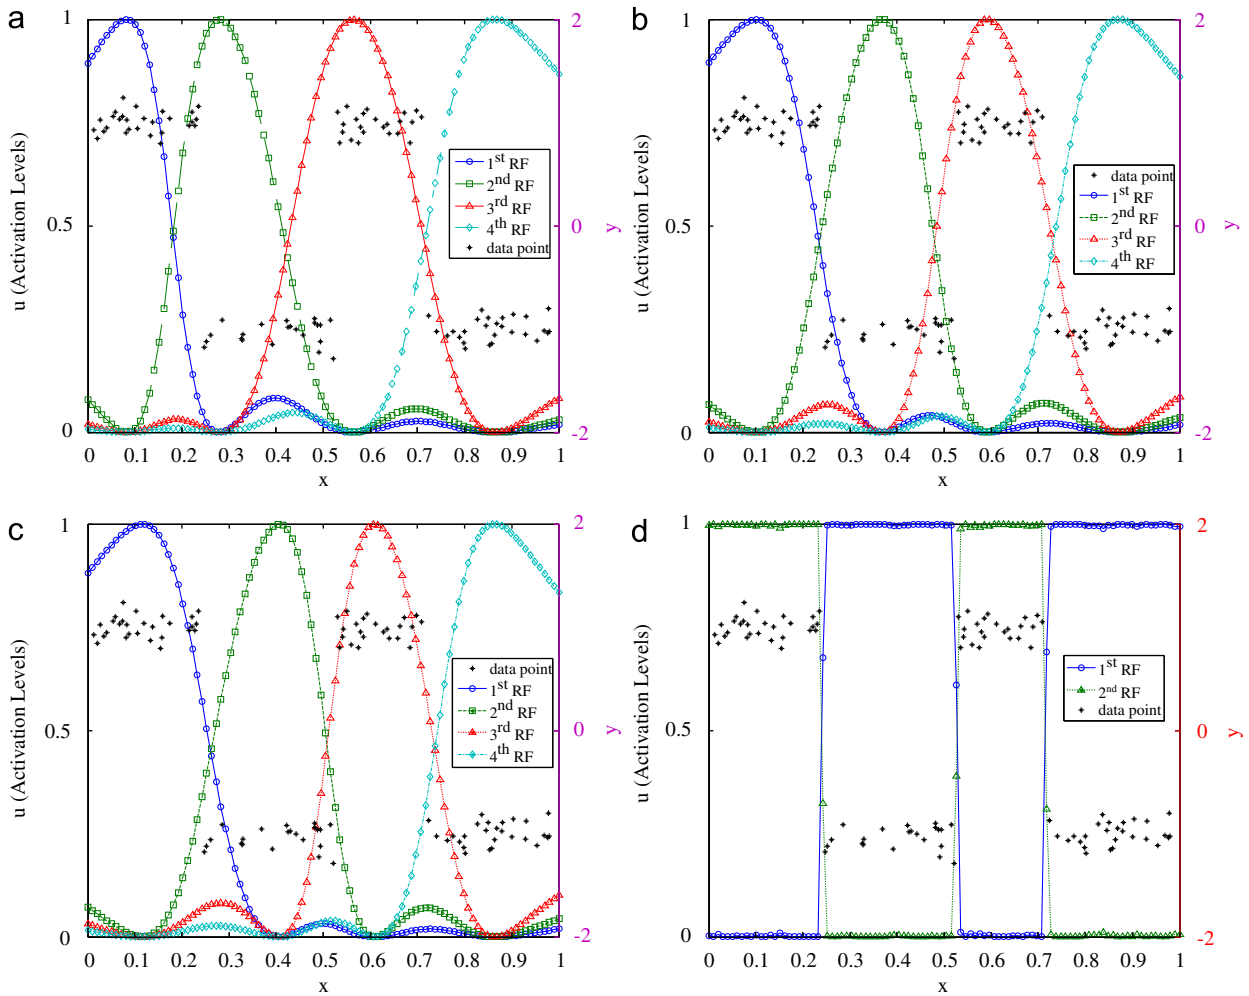 a
1
0.5
0
u (Activation Levels)
2
0
-2
y
1st RF
2nd RF
3rd RF
4th RF
data point
0 0.1 0.2 0.3 0.4 0.5 0.6 0.7 0.8 0.9 1
x
b
1
0.5
0
u (Activation Levels)
2
0
-2
y
data point
1st RF
2nd RF
3rd RF
4th RF
0 0.1 0.2 0.3 0.4 0.5 0.6 0.7 0.8 0.9 1
x
c
1
0.5
0
u (Activation Levels)
2
0
-2
y
data point
1st RF
2nd RF
3rd RF
4th RF
0 0.1 0.2 0.3 0.4 0.5 0.6 0.7 0.8 0.9 1
x
d
1
0.5
0
u (Activation Levels)
2
0
-2
y
1st RF
2nd RF
data point
0 0.1 0.2 0.3 0.4 0.5 0.6 0.7 0.8 0.9 1
x